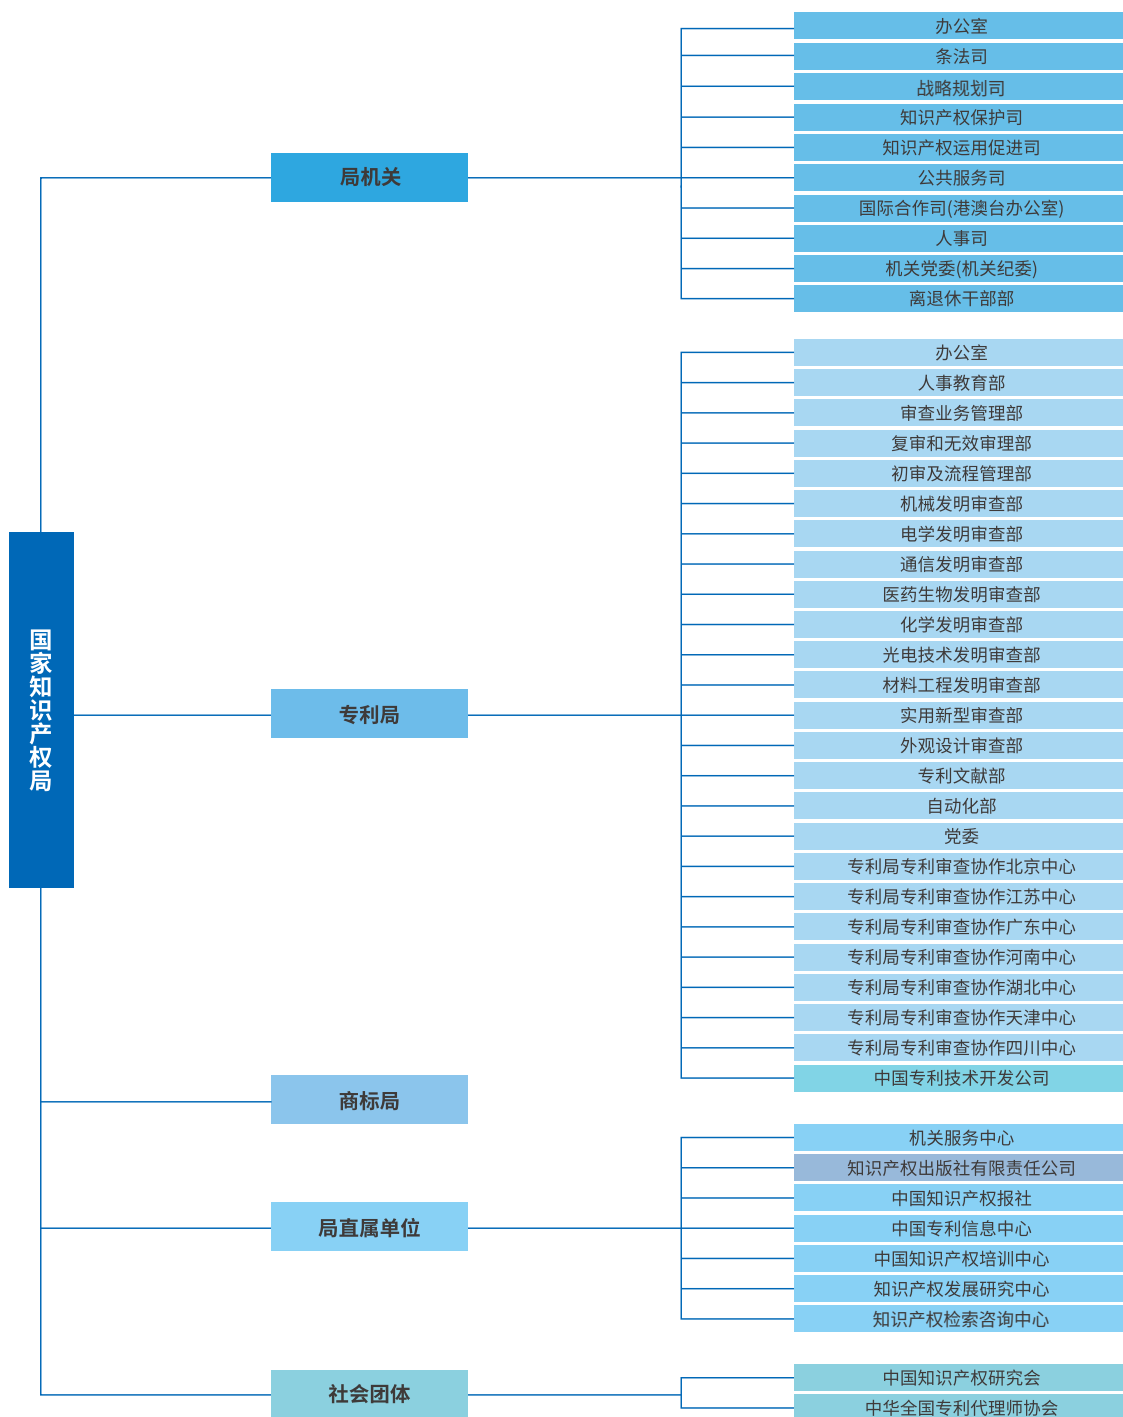 国家知识产权局
局机关
办公室
条法司
战略规划司
知识产权保护司
知识产权运用促进司
公共服务司
国际合作司(港澳台办公室)
人事司
机关党委(机关纪委)
离退休干部部
专利局
办公室
人事教育部
审查业务管理部
复审和无效审理部
初审及流程管理部
机械发明审查部
电学发明审查部
通信发明审查部
医药生物发明审查部
化学发明审查部
光电技术发明审查部
材料工程发明审查部
实用新型审查部
外观设计审查部
专利文献部
自动化部
党委
专利局专利审查协作北京中心
专利局专利审查协作江苏中心
专利局专利审查协作广东中心
专利局专利审查协作河南中心
专利局专利审查协作湖北中心
专利局专利审查协作天津中心
专利局专利审查协作四川中心
中国专利技术开发公司
商标局
局直属单位
机关服务中心
知识产权出版社有限责任公司
中国知识产权报社
中国专利信息中心
中国知识产权培训中心
知识产权发展研究中心
知识产权检索咨询中心
社会团体
中国知识产权研究会
中华全国专利代理师协会